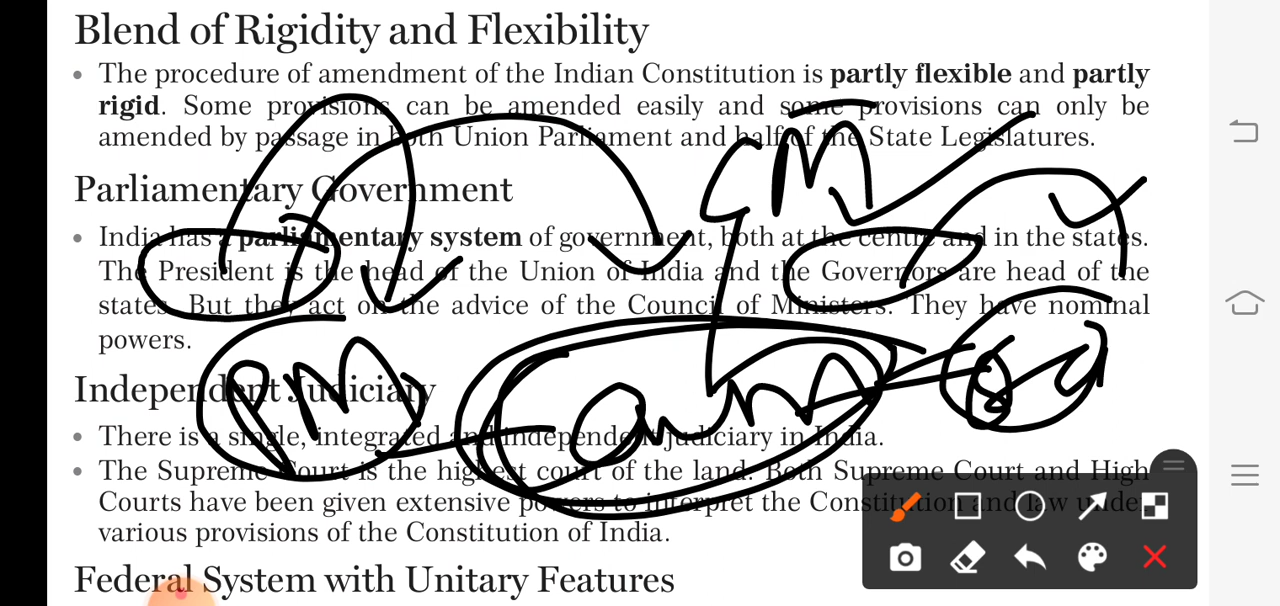 Blend of Rigidity and Flexibility
• The procedure of amendment of the Indian Constitution is partly flexible and partly
rigid. Some provisions can be amended easily and some provisions can only be
amended by passage in both Union Parliament and half of the State Legislatures.
Parliamentary Government
• India has a parliamentary system of government, both at the centre and in the states.
The President is the head of the Union of India and the Governors are head of the
states. But they act on the advice of the Council of Ministers. They have nominal
powers.
PM
Independent Judiciary
• There is a single, integrated and independent judiciary in India.
• The Supreme Court is the highest court of the land. Both Supreme Court and High
Courts have been given extensive powers to interpret the Constitution and law under
various provisions of the Constitution of India.
Federal System with Unitary Features